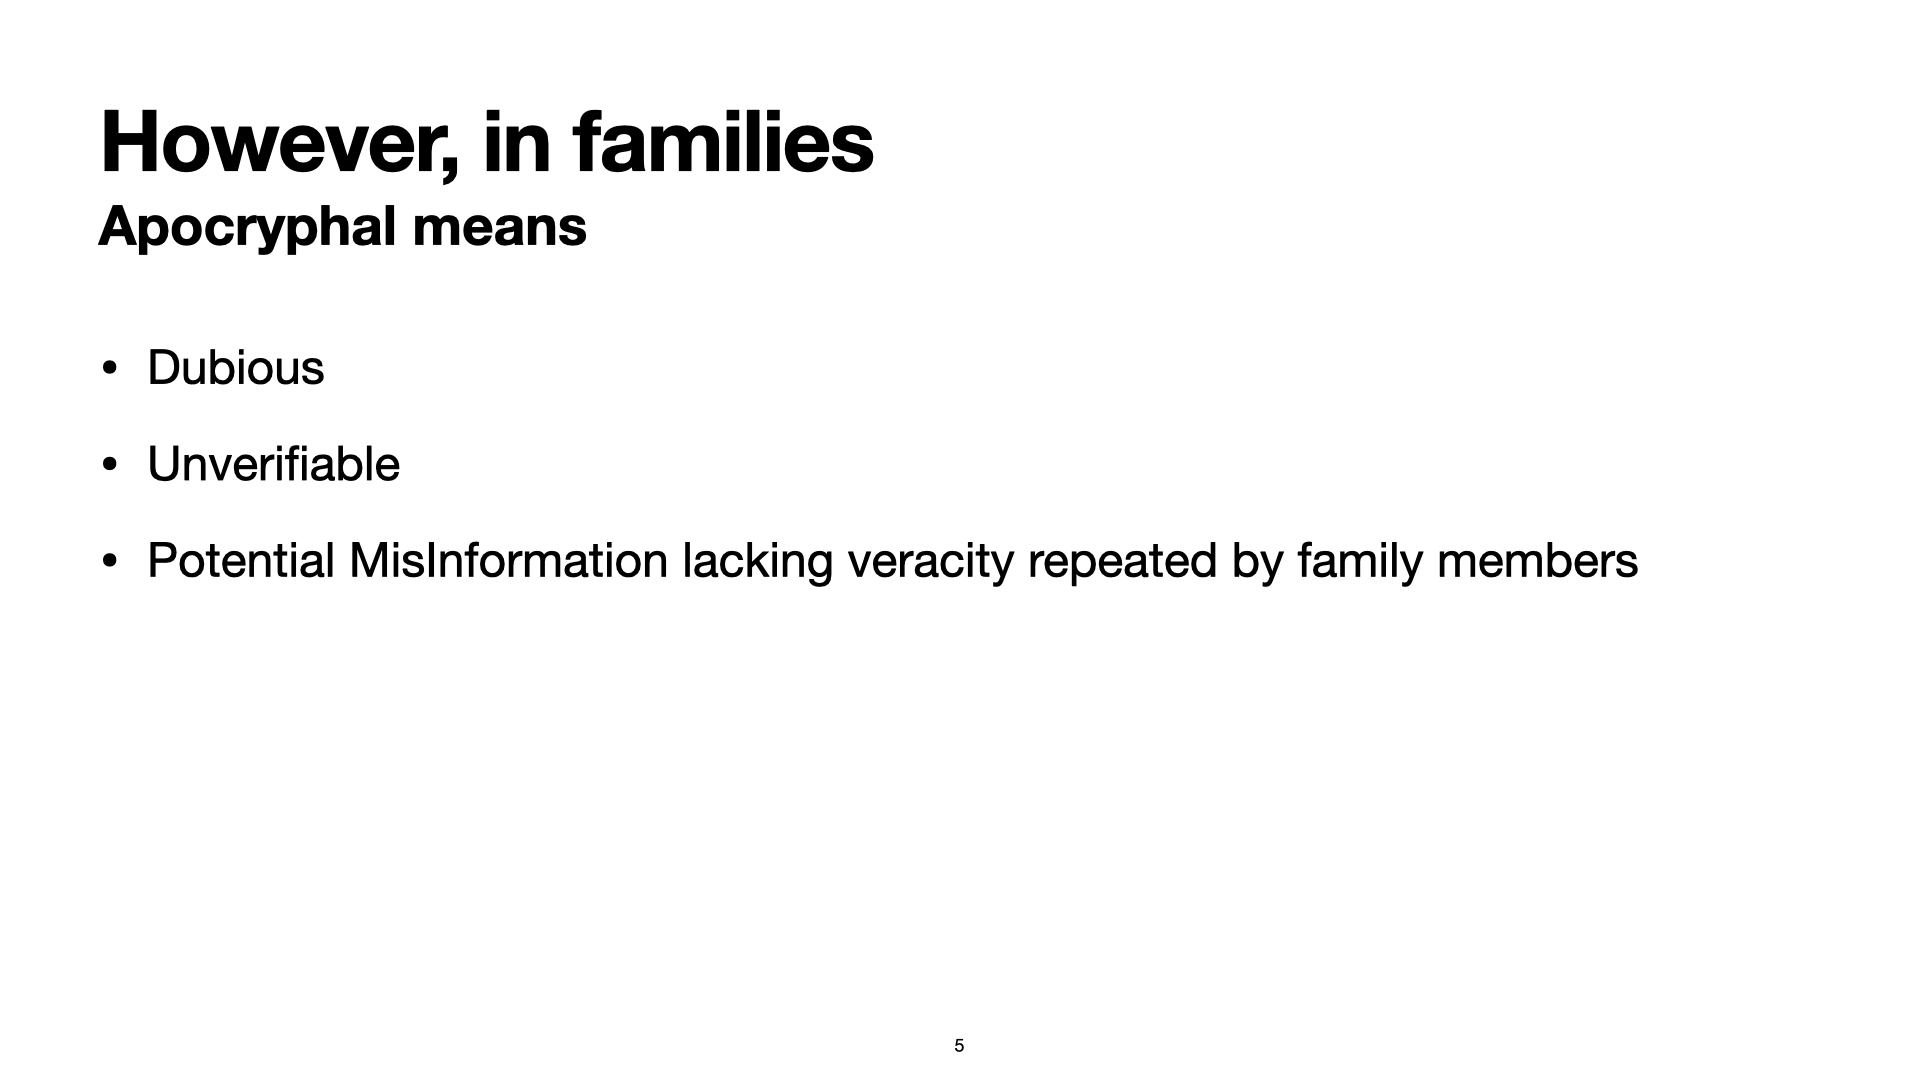 However, in families
Apocryphal means
• Dubious
• Unverifiable
• Potential MisInformation lacking veracity repeated by family members
5